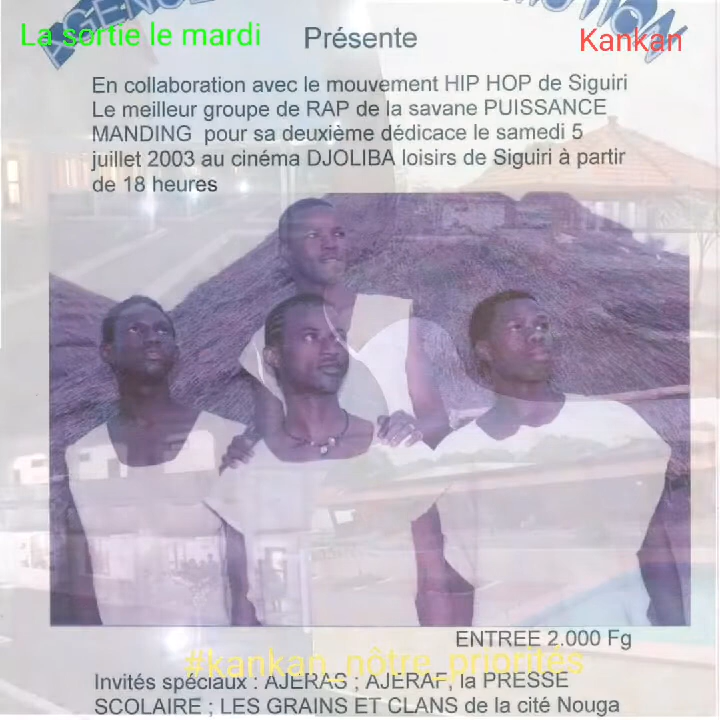 La sortie le mardi
Présente
Kankan
En collaboration avec le mouvement HIP HOP de Siguiri
Le meilleur groupe de RAP de la savane PUISSANCE
MANDING pour sa deuxième dédicace le samedi 5
juillet 2003 au cinéma DJOLIBA loisirs de Siguiri à partir
de 18 heures
ENTREE 2.000 Fg
#kankan_nôtre_priorités
Invités spéciaux : AJERAS ; AJERAF, la PRESSE
SCOLAIRE ; LES GRAINS ET CLANS de la cité Nouga